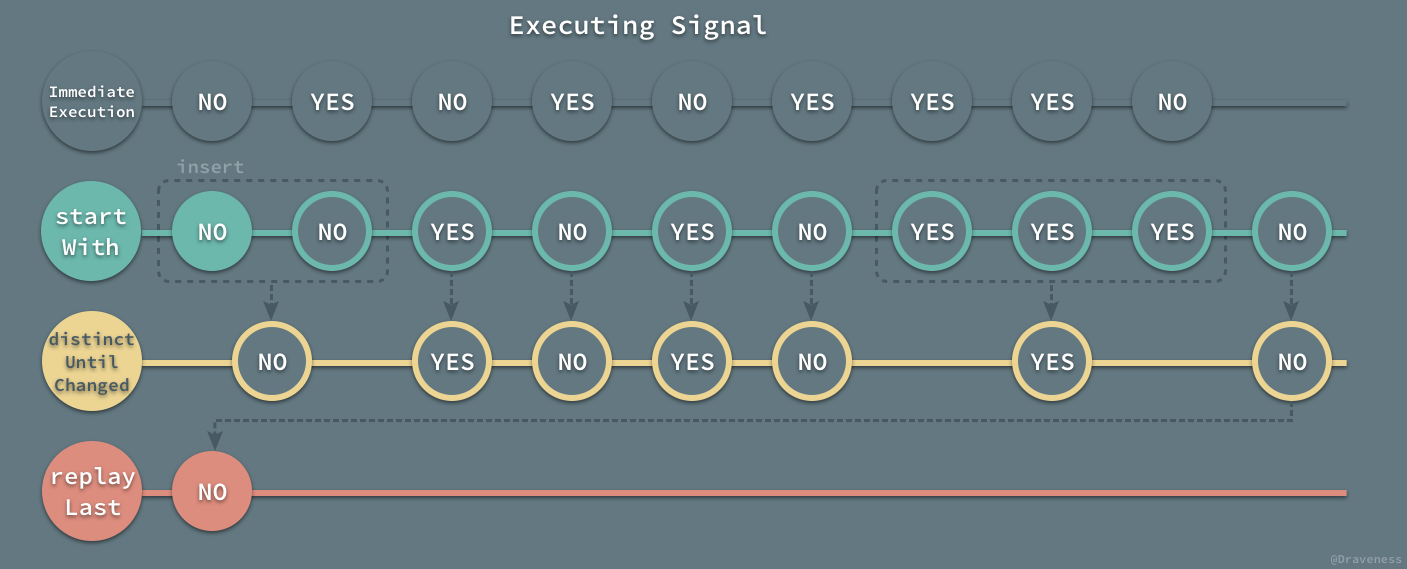 Executing Signal
Immediate
Execution
NO YES NO YES NO YES YES YES NO
insert
start
With
NO NO YES NO YES NO YES YES YES NO
distinct
Until
Changed
NO YES NO YES NO YES NO
replay
Last
NO
@Draveness